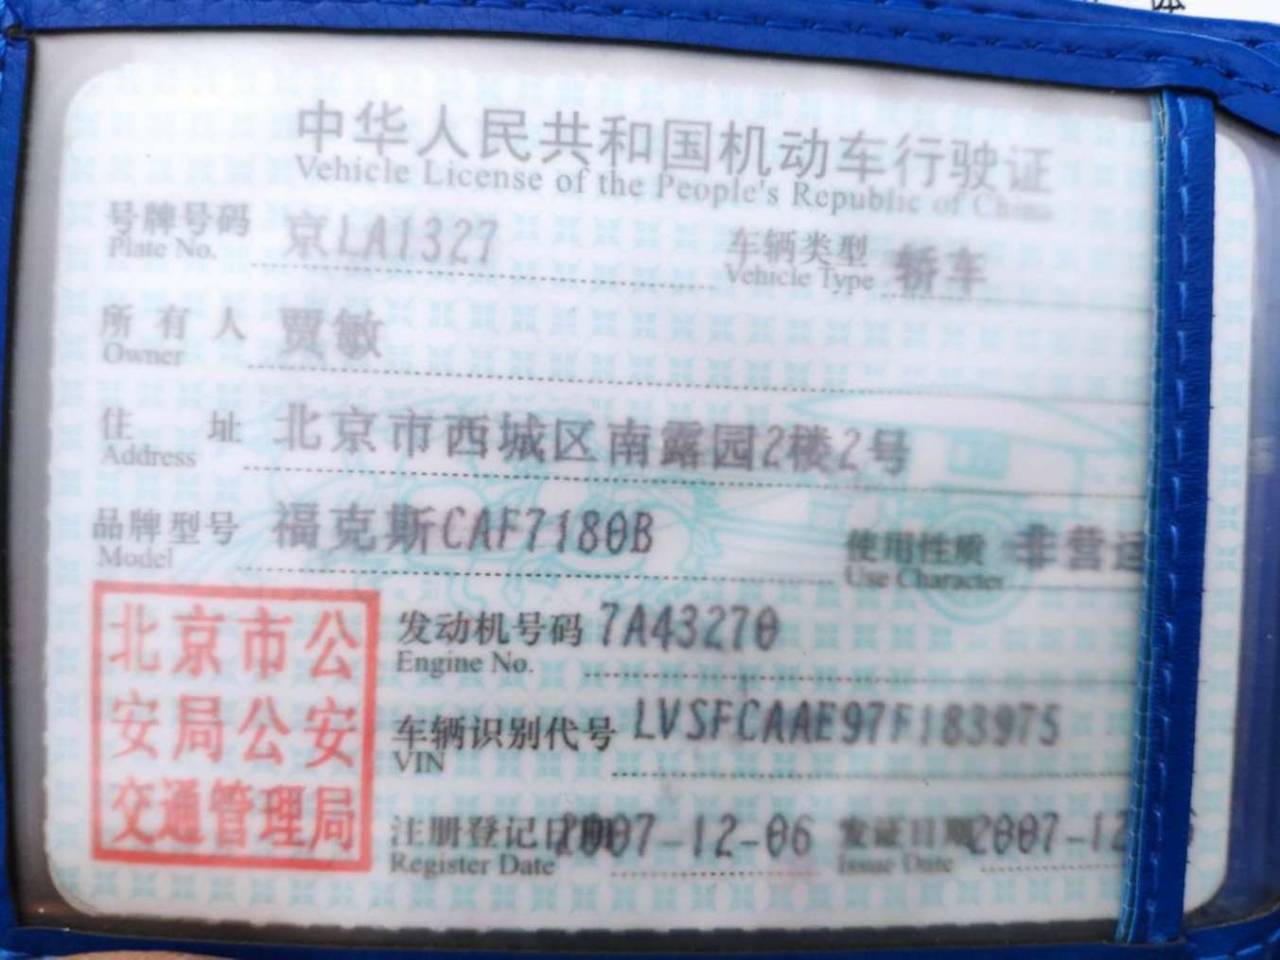 体
中华人民共和国机动车行驶证
Vehicle License of the People's Republic of China
号牌号码 京LA1327 车辆类型 轿车
Plate No. Vehicle Type
所有人 贾敏
Owner
住址 北京市西城区南露园2楼2号
Address
品牌型号 福克斯CAF7180B 使用性质 非营运
Model Use Character
北京市公
安局公安
交通管理局
发动机号码 7A43270
Engine No.
车辆识别代号 LVSFCAAE97F183975
VIN
注册登记日期 2007-12-06 发证日期 2007-12
Register Date Issue Date